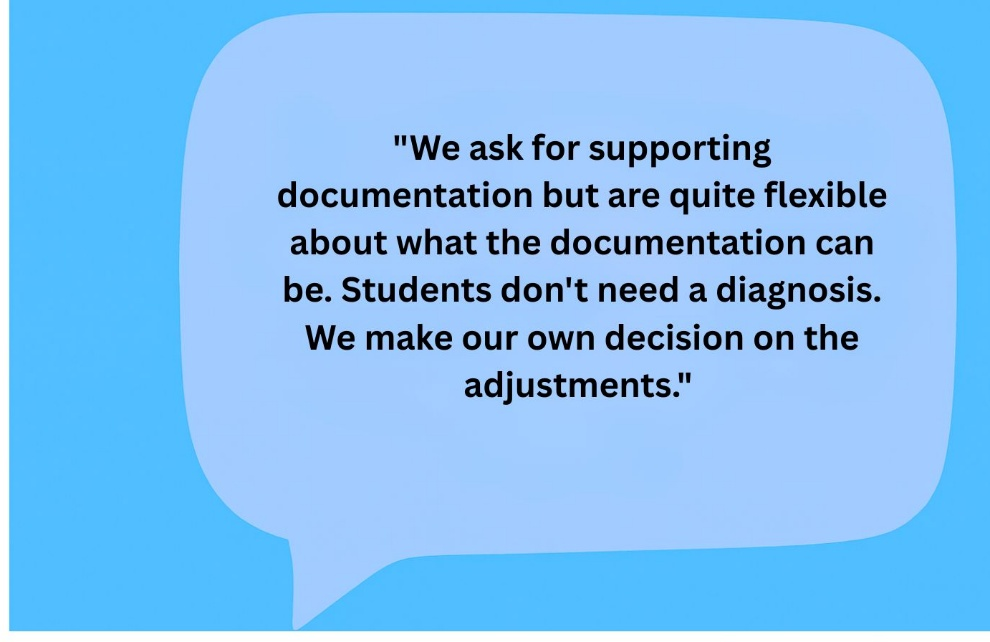 "We ask for supporting
documentation but are quite flexible
about what the documentation can
be. Students don't need a diagnosis.
We make our own decision on the
adjustments."